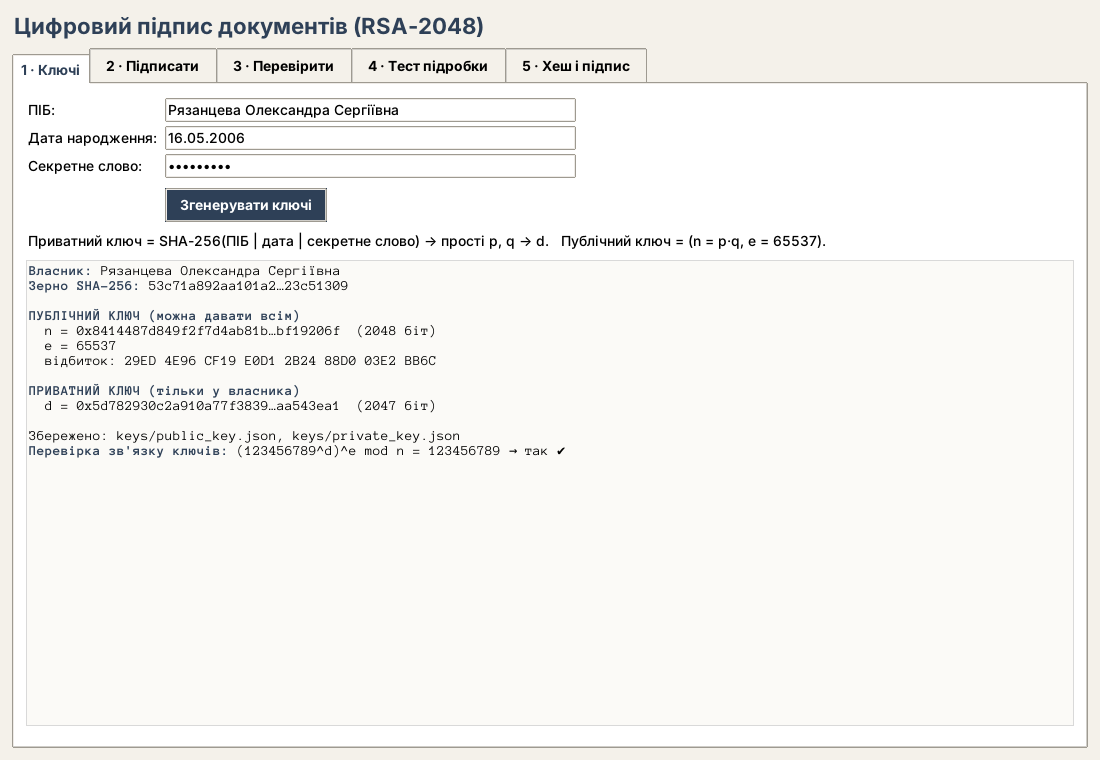 Цифровий підпис документів (RSA-2048)
1 · Ключі
2 · Підписати
3 · Перевірити
4 · Тест підробки
5 · Хеш і підпис
ПІБ: Рязанцева Олександра Сергіївна
Дата народження: 16.05.2006
Секретне слово: •••••••••
Згенерувати ключі
Приватний ключ = SHA-256(ПІБ | дата | секретне слово) → прості p, q → d.   Публічний ключ = (n = p·q, e = 65537).
Власник: Рязанцева Олександра Сергіївна
Зерно SHA-256: 53c71a892aa101a2…23c51309
ПУБЛІЧНИЙ КЛЮЧ (можна давати всім)
n = 0x8414487d849f2f7d4ab81b…bf19206f  (2048 біт)
e = 65537
відбиток: 29ED 4E96 CF19 E0D1 2B24 88D0 03E2 BB6C
ПРИВАТНИЙ КЛЮЧ (тільки у власника)
d = 0x5d782930c2a910a77f3839…aa543ea1  (2047 біт)
Збережено: keys/public_key.json, keys/private_key.json
Перевірка зв'язку ключів: (123456789^d)^e mod n = 123456789 → так ✔